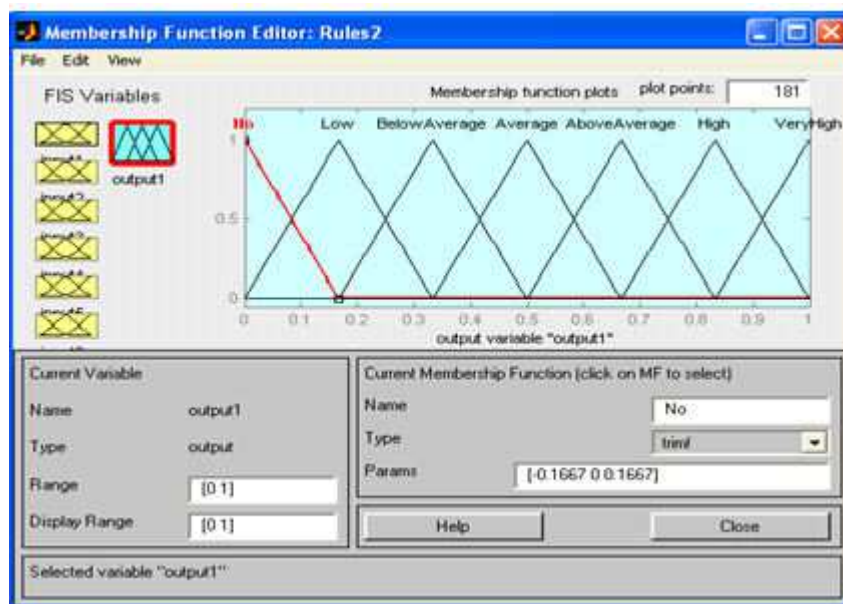 Membership Function Editor: Rules2
File Edit View
FIS Variables
Membership function plots plot points: 181
No Low BelowAverage Average AboveAverage High VeryHigh
output1
1
0.5
0
0 0.1 0.2 0.3 0.4 0.5 0.6 0.7 0.8 0.9 1
output variable "output1"
Current Variable
Name output1
Type output
Range [0 1]
Display Range [0 1]
Current Membership Function (click on MF to select)
Name No
Type trimf
Params [-0.1667 0 0.1667]
Help Close
Selected variable "output1"